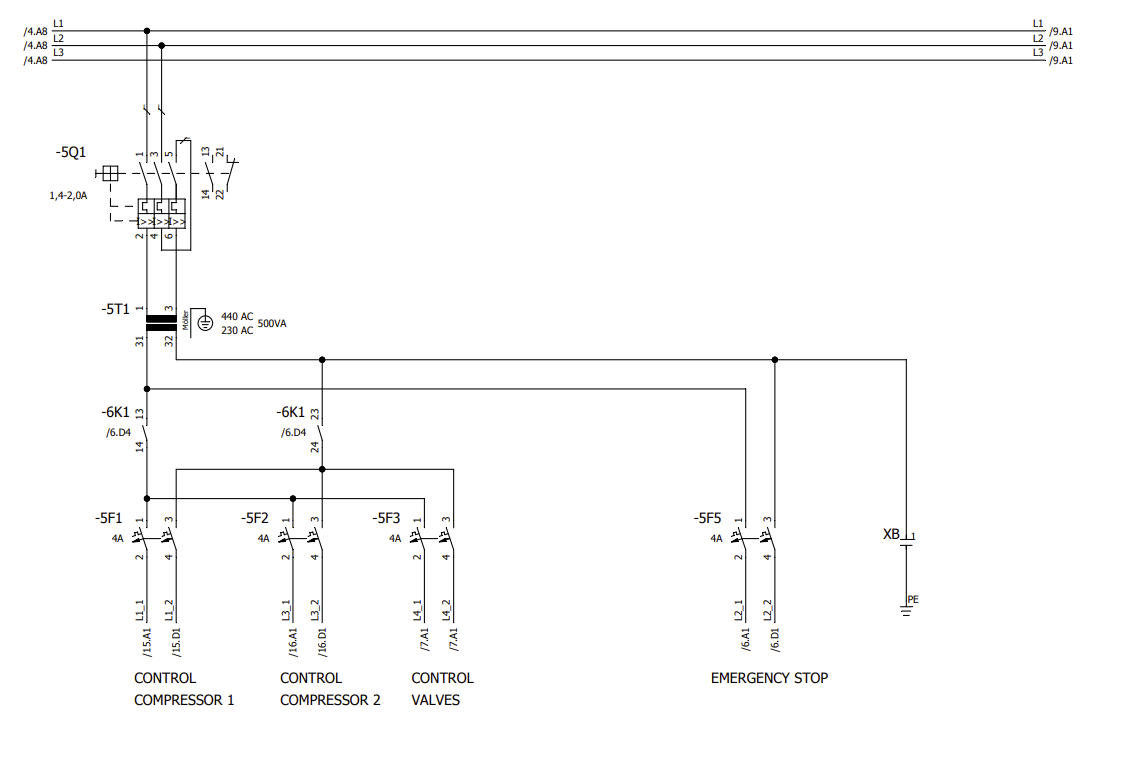 L1 L1
/4.A8 /9.A1
L2 L2
/4.A8 /9.A1
L3 L3
/4.A8 /9.A1
-5Q1 1 3 5 13 21
1,4-2,0A 14 22
> > > > > >
2 4 6
-5T1 1 3 Möller 440 AC
230 AC 500VA
31 32
-6K1 13 -6K1 23
/6.D4 14 /6.D4 24
-5F1 1 3 -5F2 1 3 -5F3 1 3 -5F5 1 3
4A 4A 4A 4A XB 1
2 4 2 4 2 4 2 4
L1_1 L1_2 L3_1 L3_2 L4_1 L4_2 L2_1 L2_2 PE
/15.A1 /15.D1 /16.A1 /16.D1 /7.A1 /7.A1 /6.A1 /6.D1
CONTROL CONTROL CONTROL EMERGENCY STOP
COMPRESSOR 1 COMPRESSOR 2 VALVES